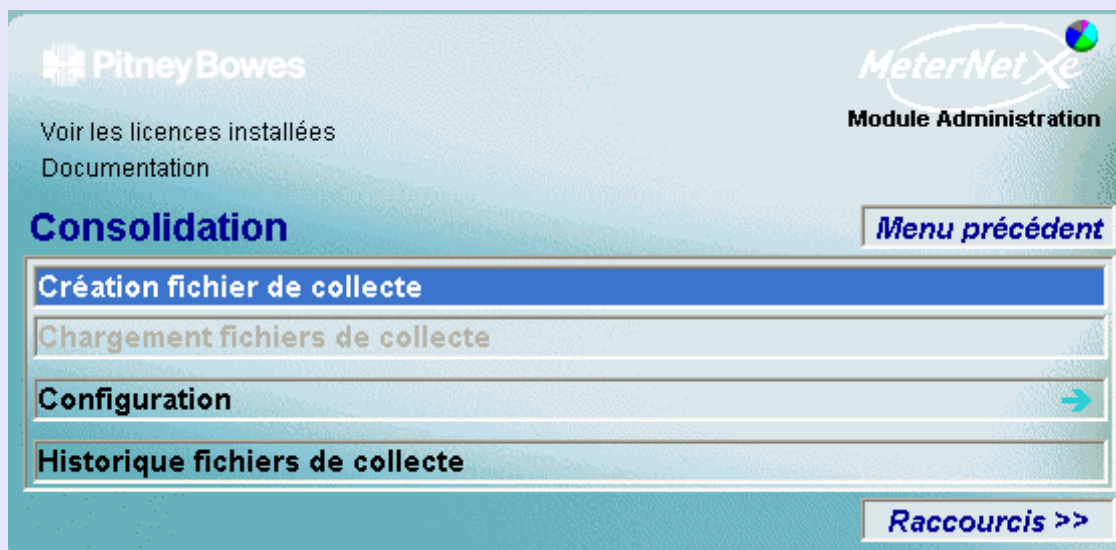 Pitney Bowes
MeterNet Xe
Voir les licences installées
Module Administration
Documentation
Consolidation
Menu précédent
Création fichier de collecte
Chargement fichiers de collecte
Configuration
Historique fichiers de collecte
Raccourcis >>